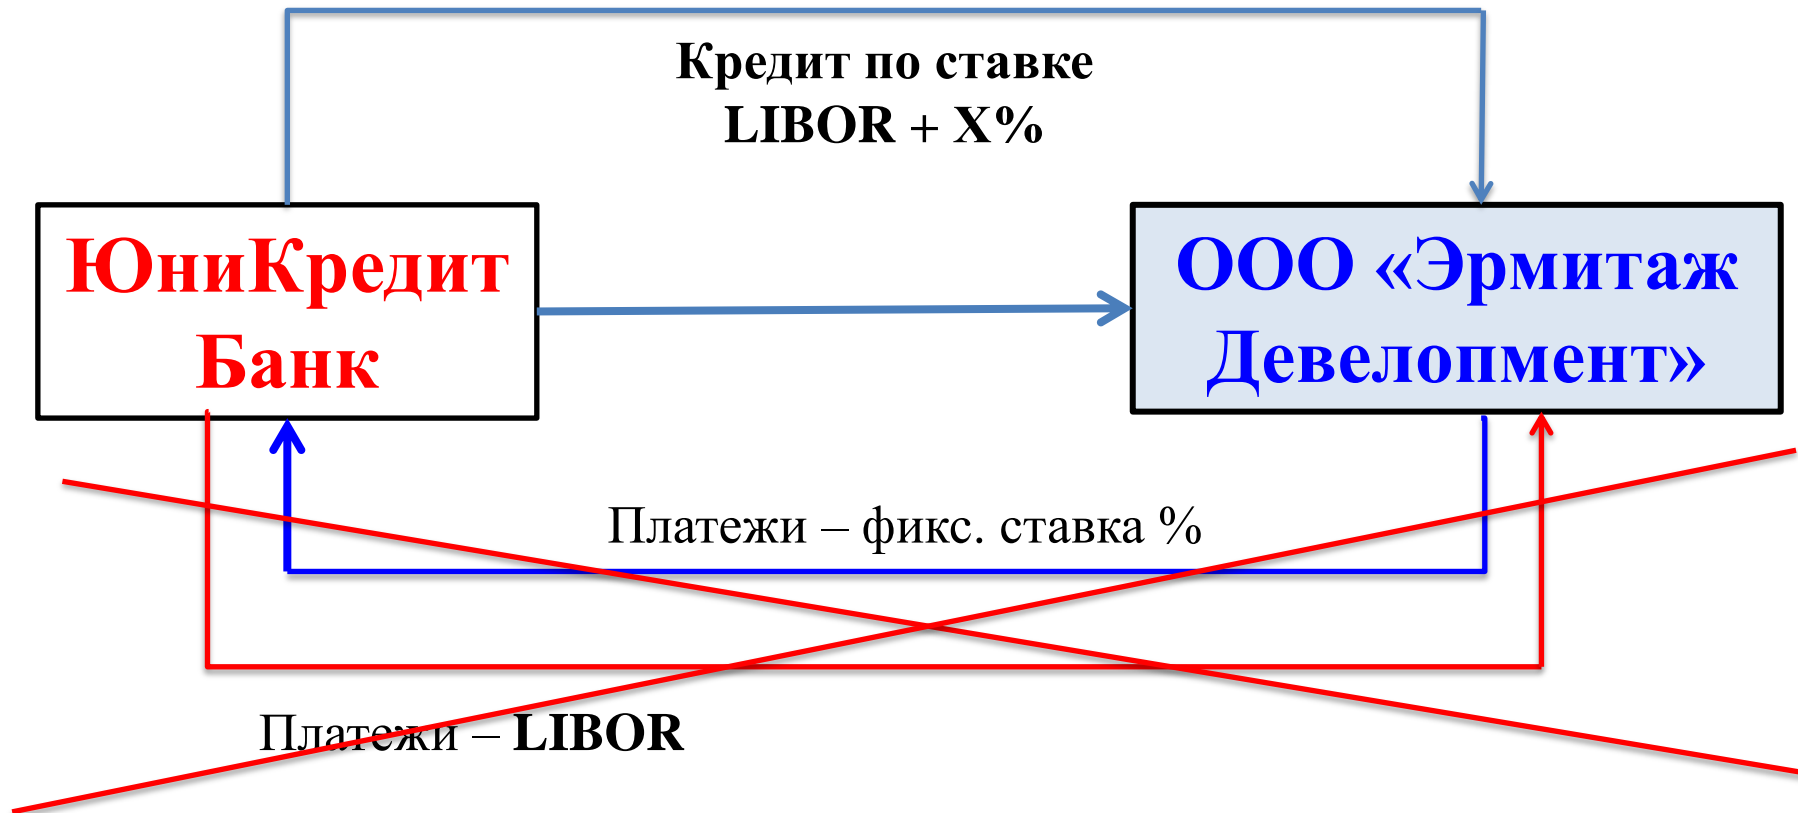 Кредит по ставке
LIBOR + X%
ЮниКредит
Банк
ООО «Эрмитаж
Девелопмент»
Платежи – фикс. ставка %
Платежи – LIBOR